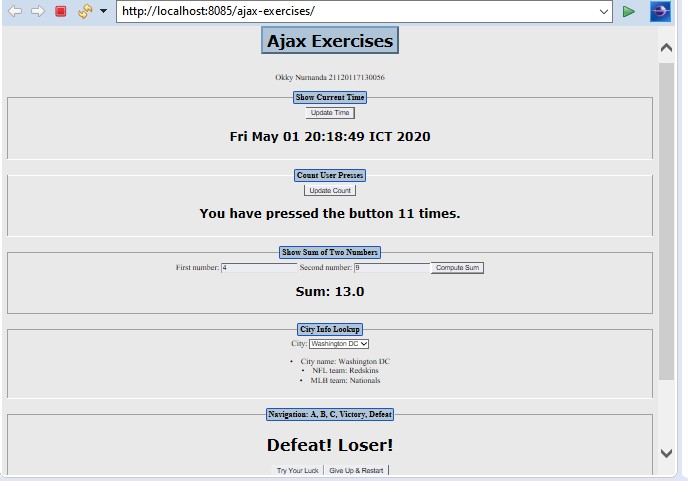 http://localhost:8085/ajax-exercises/
Ajax Exercises
Okky Nurnanda 21120117130056
Show Current Time
Update Time
Fri May 01 20:18:49 ICT 2020
Count User Presses
Update Count
You have pressed the button 11 times.
Show Sum of Two Numbers
First number: 4 Second number: 9 Compute Sum
Sum: 13.0
City Info Lookup
City: Washington DC
• City name: Washington DC
• NFL team: Redskins
• MLB team: Nationals
Navigation: A, B, C, Victory, Defeat
Defeat! Loser!
Try Your Luck Give Up & Restart